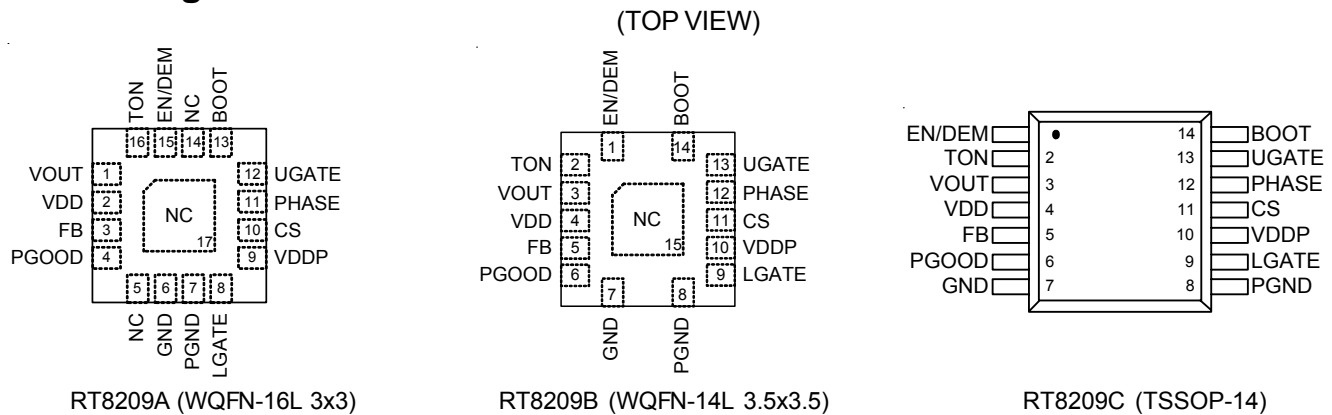 (TOP VIEW)
TON
EN/DEM
NC
BOOT
16 15 14 13
VOUT 1
VDD 2
FB 3
PGOOD 4
NC
17
12 UGATE
11 PHASE
10 CS
9 VDDP
5 6 7 8
NC
GND
PGND
LGATE
RT8209A (WQFN-16L 3x3)
EN/DEM
BOOT
1 14
TON 2
VOUT 3
VDD 4
FB 5
PGOOD 6
NC
15
13 UGATE
12 PHASE
11 CS
10 VDDP
9 LGATE
7 8
GND
PGND
RT8209B (WQFN-14L 3.5x3.5)
EN/DEM 14 BOOT
TON 2 13 UGATE
VOUT 3 12 PHASE
VDD 4 11 CS
FB 5 10 VDDP
PGOOD 6 9 LGATE
GND 7 8 PGND
RT8209C (TSSOP-14)